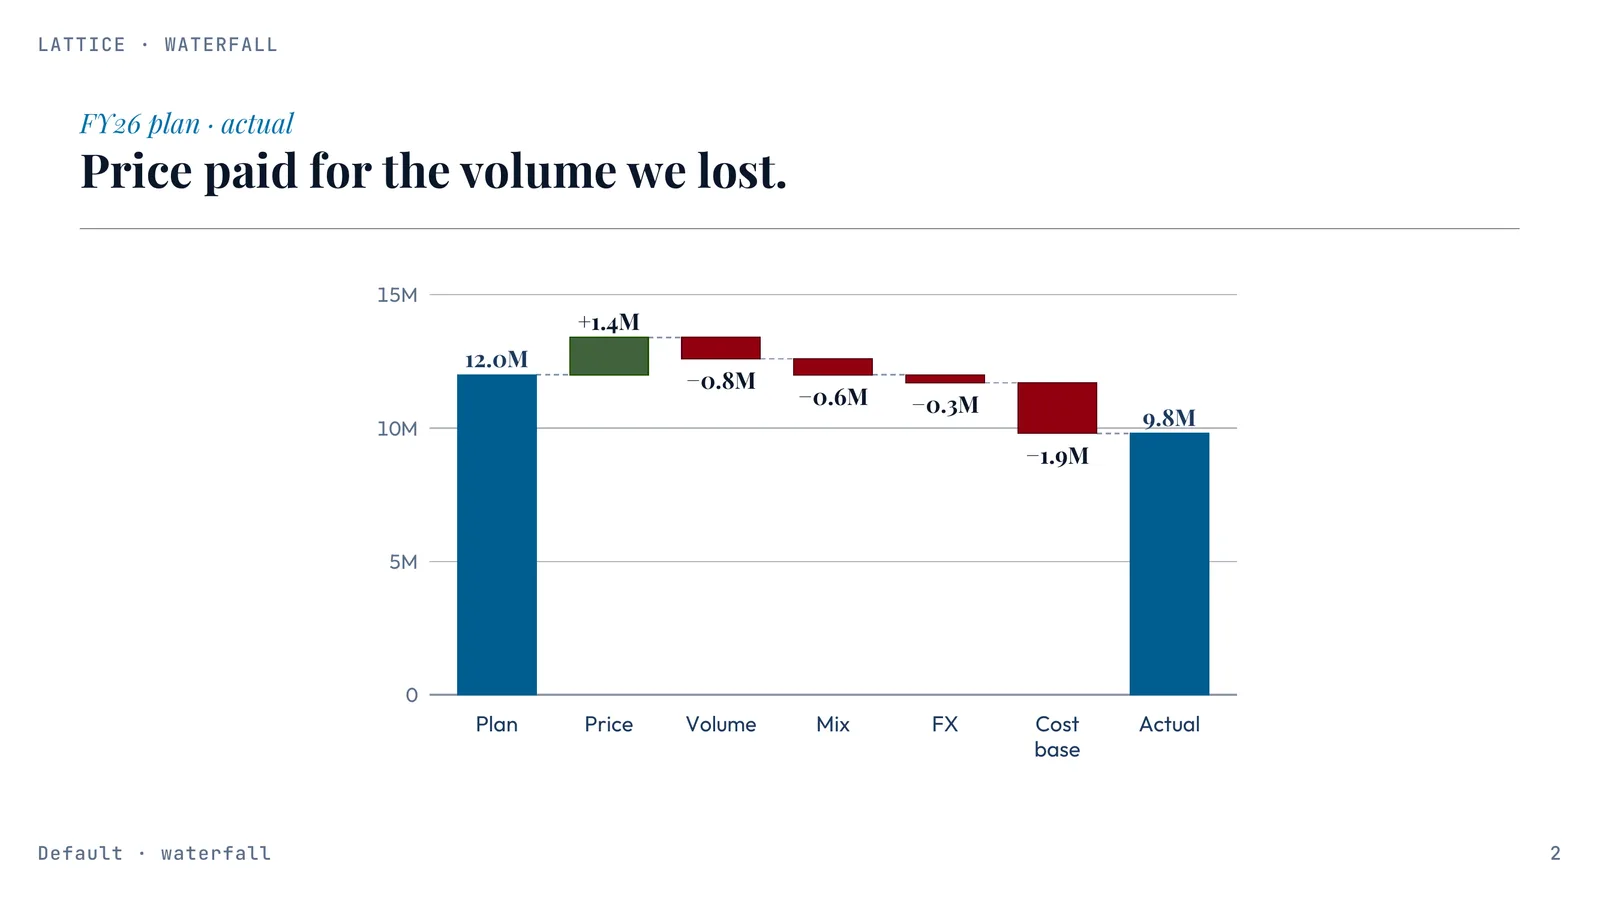 LATTICE · WATERFALL
FY26 plan · actual
Price paid for the volume we lost.
15M
10M
5M
0
12.0M
+1.4M
−0.8M
−0.6M
−0.3M
−1.9M
9.8M
Plan
Price
Volume
Mix
FX
Cost
base
Actual
Default · waterfall
2